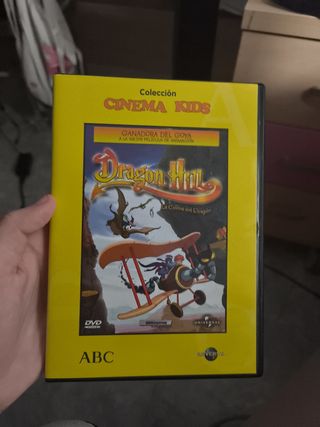 Colección
CINEMA KIDS
GANADORA DEL GOYA
A LA MEJOR PELÍCULA DE ANIMACIÓN
Dragon Hill
La Colina del Dragón
DVD
UNIVERSAL
ABC